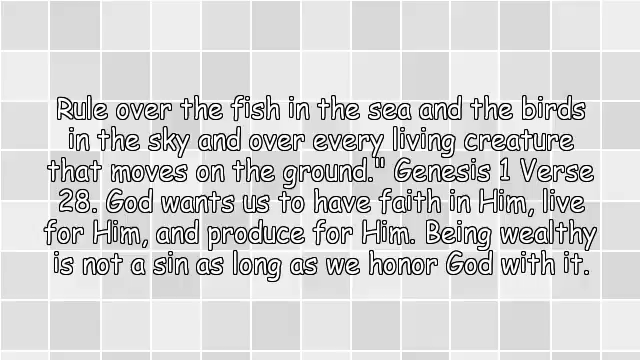 Rule over the fish in the sea and the birds
in the sky and over every living creature
that moves on the ground." Genesis 1 Verse
28. God wants us to have faith in Him, live
for Him, and produce for Him. Being wealthy
is not a sin as long as we honor God with it.